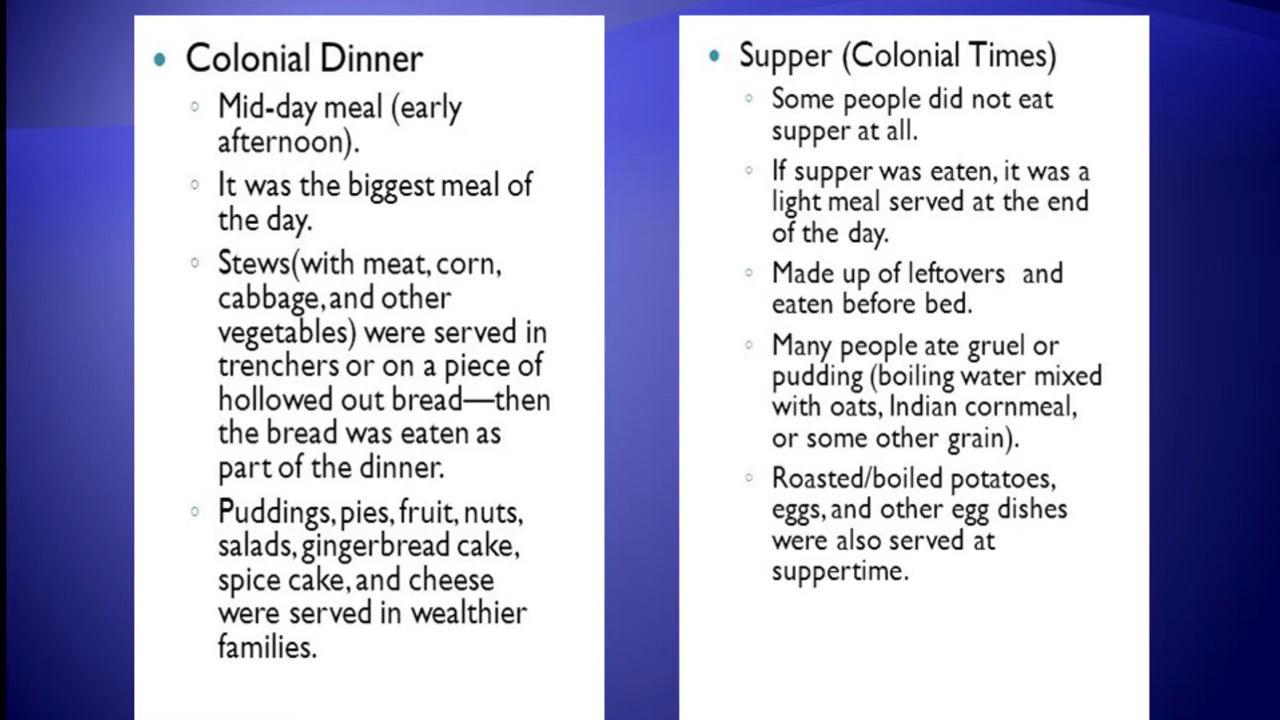 Colonial Dinner
Mid-day meal (early
afternoon).
It was the biggest meal of
the day.
Stews(with meat, corn,
cabbage, and other
vegetables) were served in
trenchers or on a piece of
hollowed out bread—then
the bread was eaten as
part of the dinner.
Puddings, pies, fruit, nuts,
salads, gingerbread cake,
spice cake, and cheese
were served in wealthier
families.
Supper (Colonial Times)
Some people did not eat
supper at all.
If supper was eaten, it was a
light meal served at the end
of the day.
Made up of leftovers and
eaten before bed.
Many people ate gruel or
pudding (boiling water mixed
with oats, Indian cornmeal,
or some other grain).
Roasted/boiled potatoes,
eggs, and other egg dishes
were also served at
suppertime.